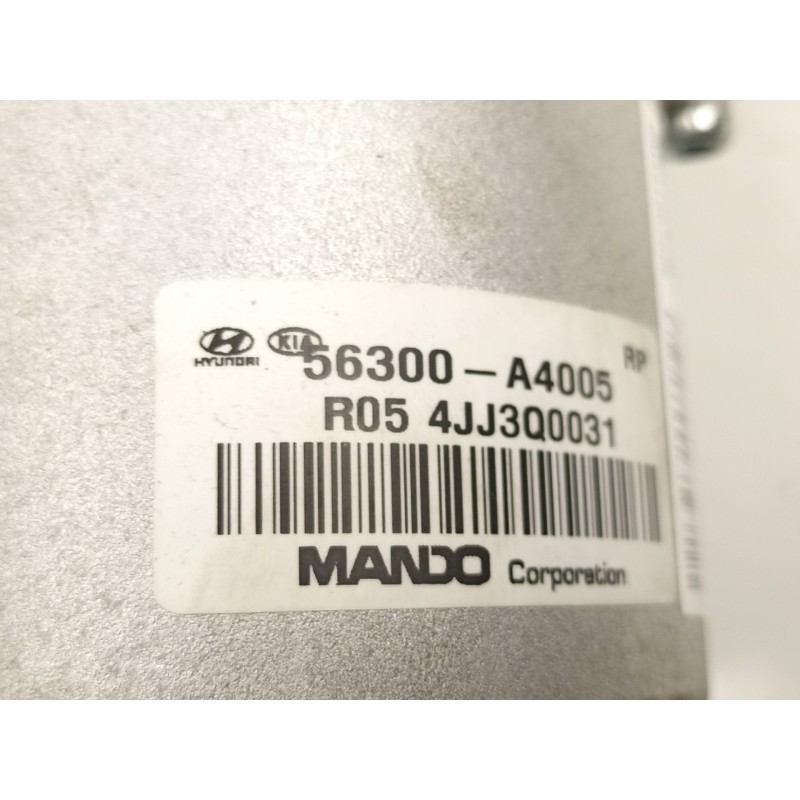 HYUNDAI KIA 56300-A4005 RP
R05 4JJ3Q0031
MANDO Corporation